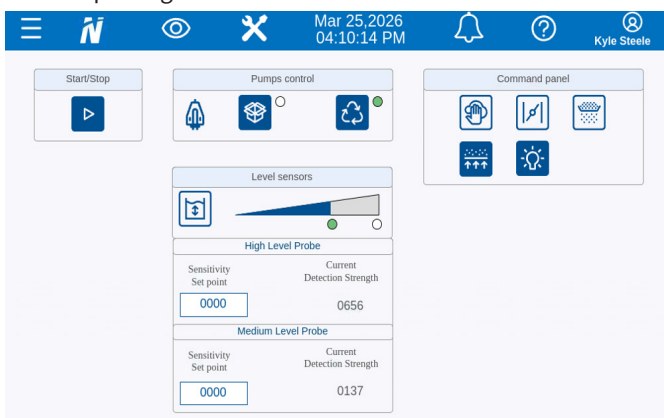 Mar 25,2026
04:10:14 PM
Kyle Steele
Start/Stop
Pumps control
Command panel
Level sensors
High Level Probe
Sensitivity
Set point
Current
Detection Strength
0000
0656
Medium Level Probe
Sensitivity
Set point
Current
Detection Strength
0000
0137